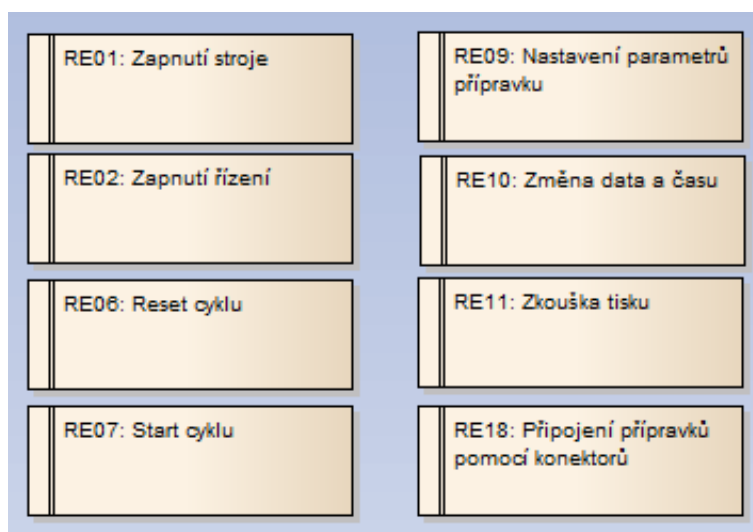 RE01: Zapnutí stroje
RE02: Zapnutí řízení
RE06: Reset cyklu
RE07: Start cyklu
RE09: Nastavení parametrů
přípravku
RE10: Změna data a času
RE11: Zkouška tisku
RE18: Připojení přípravků
pomocí konektorů